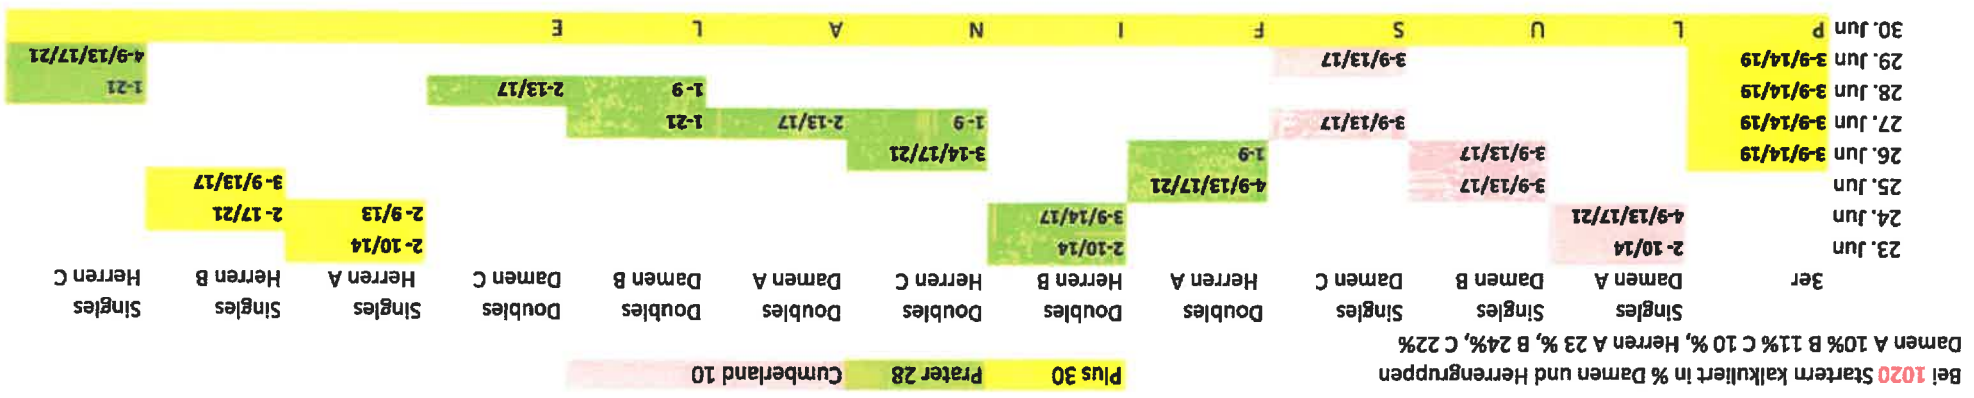 Bei 1020 Startern kalkuliert in % Damen und Herrengruppen Plus 30 Prater 28 Cumberland 10
Damen A 10% B 11% C 10 %, Herren A 23 %, B 24%, C 22%
Singles Singles Singles Doubles Doubles Doubles Doubles Doubles Doubles Singles Singles Singles
3er Damen A Damen B Damen C Herren A Herren B Herren C Damen A Damen B Damen C Herren A Herren B Herren C
23. Jun 2- 10/14 2-10/14 2- 10/14
24. Jun 4-9/13/17/21 3-9/14/17 2- 9/13 2- 17/21
25. Jun 3-9/13/17 4-9/13/17/21 3- 9/13/17
26. Jun 3-9/14/19 3-9/13/17 1-9 3-14/17/21
27. Jun 3-9/14/19 3-9/13/17 1- 9 2-13/17 1-21
28. Jun 3-9/14/19 1- 9 2-13/17 1-21
29. Jun 3-9/14/19 3-9/13/17 4-9/13/17/21
30. Jun P L U S F I N A L E